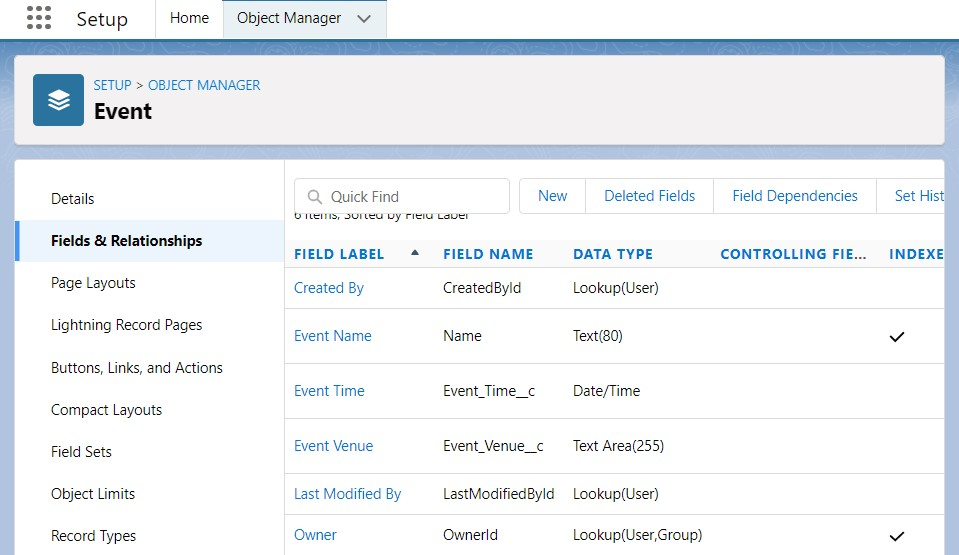 Setup Home Object Manager
SETUP > OBJECT MANAGER
Event
Details
Fields & Relationships
Page Layouts
Lightning Record Pages
Buttons, Links, and Actions
Compact Layouts
Field Sets
Object Limits
Record Types
Quick Find New Deleted Fields Field Dependencies Set Hist
6 Items, Sorted by Field Label
FIELD LABEL FIELD NAME DATA TYPE CONTROLLING FIE... INDEXE
Created By CreatedById Lookup(User)
Event Name Name Text(80)
Event Time Event_Time__c Date/Time
Event Venue Event_Venue__c Text Area(255)
Last Modified By LastModifiedById Lookup(User)
Owner OwnerId Lookup(User,Group)